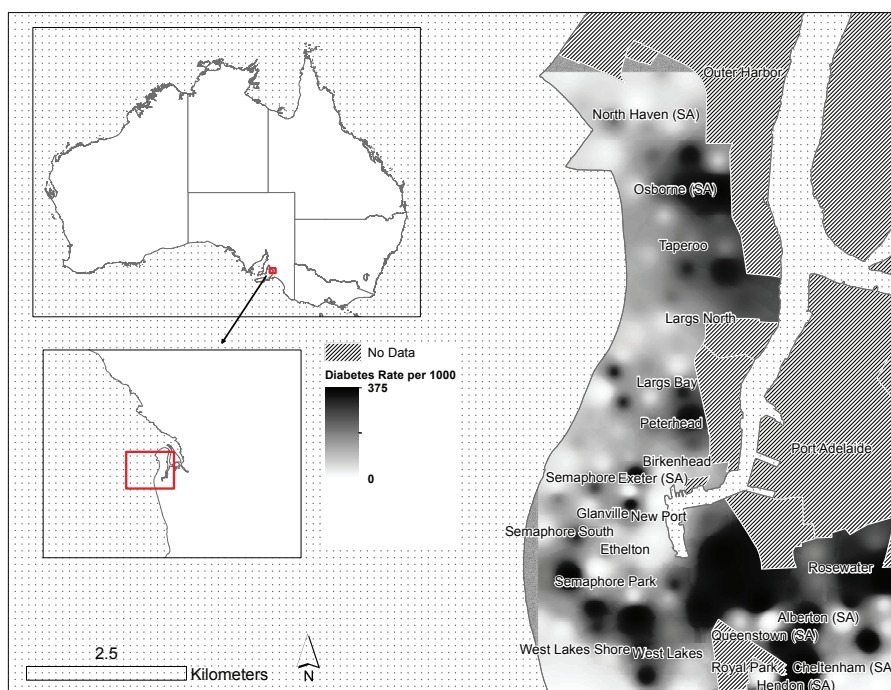 Outer Harbor
North Haven (SA)
Osborne (SA)
Taperoo
Largs North
No Data
Diabetes Rate per 1000
375
0
Largs Bay
Peterhead
Port Adelaide
Birkenhead
Semaphore Exeter (SA)
Glanville New Port
Semaphore South
Ethelton
Rosewater
Semaphore Park
Alberton (SA)
Queenstown (SA)
West Lakes Shore West Lakes
Royal Park Cheltenham (SA)
Hendon (SA)
2.5
Kilometers
N